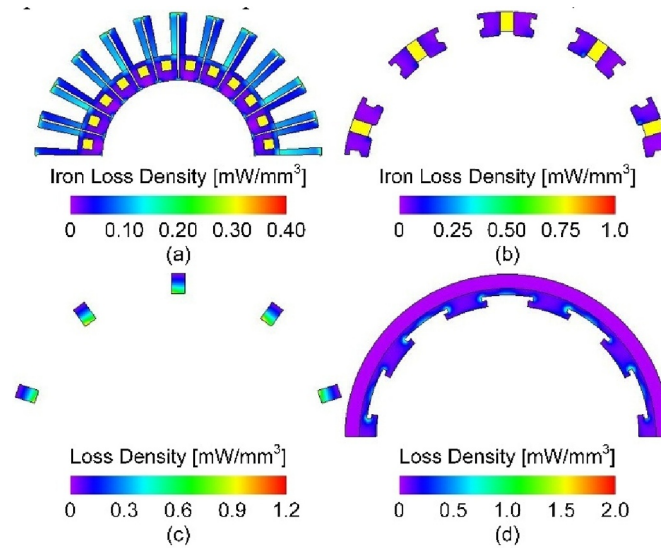 Iron Loss Density [mW/mm³] Iron Loss Density [mW/mm³]
0 0.10 0.20 0.30 0.40 0 0.25 0.50 0.75 1.0
(a) (b)
Loss Density [mW/mm³] Loss Density [mW/mm³]
0 0.3 0.6 0.9 1.2 0 0.5 1.0 1.5 2.0
(c) (d)